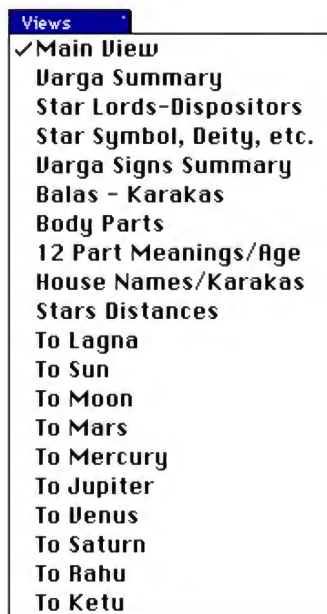 Views
✓Main View
Varga Summary
Star Lords-Dispositors
Star Symbol, Deity, etc.
Varga Signs Summary
Balas - Karakas
Body Parts
12 Part Meanings/Age
House Names/Karakas
Stars Distances
To Lagna
To Sun
To Moon
To Mars
To Mercury
To Jupiter
To Venus
To Saturn
To Rahu
To Ketu